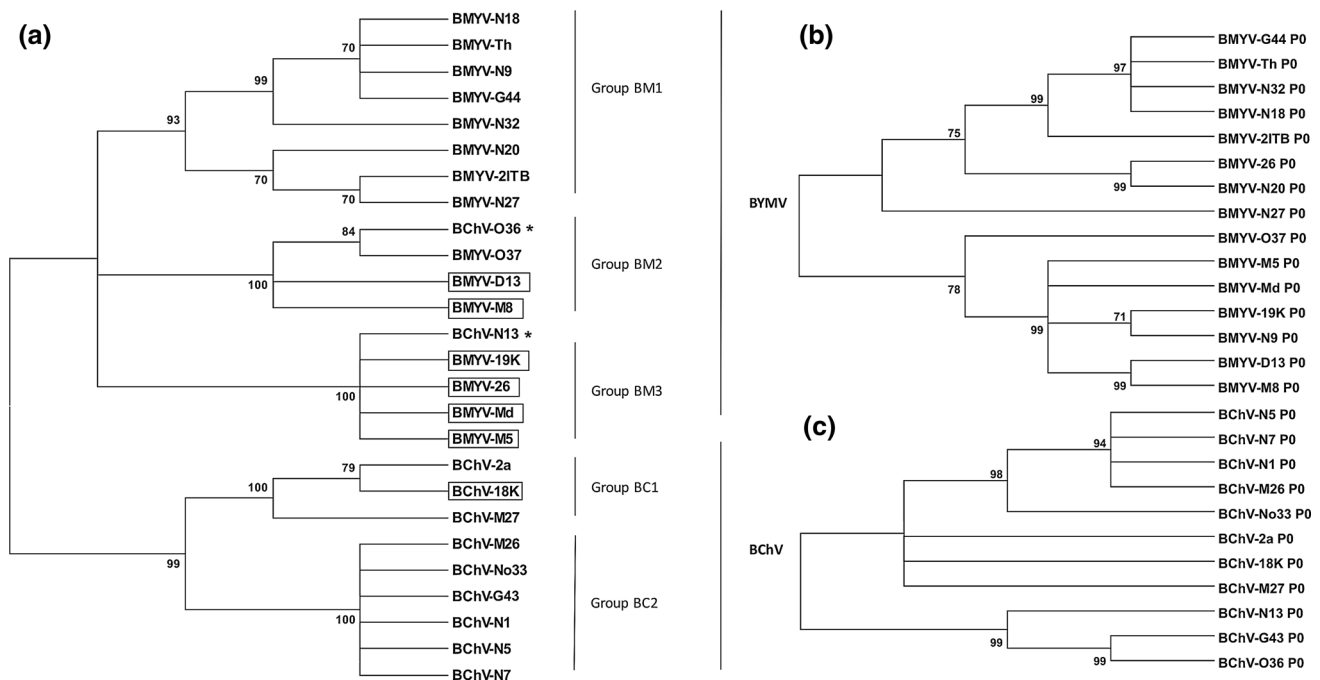 (a)
BMYV-N18
BMYV-Th
70
BMYV-N9
99
Group BM1
BMYV-G44
93
BMYV-N32
BMYV-N20
70
BMYV-2ITB
70
BMYV-N27
BChV-O36 *
84
BMYV-O37
Group BM2
BMYV-D13
100
BMYV-M8
BChV-N13 *
BMYV-19K
BMYV-26
Group BM3
100
BMYV-Md
BMYV-M5
BChV-2a
79
BChV-18K
Group BC1
100
BChV-M27
BChV-M26
99
BChV-No33
BChV-G43
Group BC2
BChV-N1
100
BChV-N5
BChV-N7
BYMV
BChV
(b)
BMYV-G44 P0
BMYV-Th P0
97
BMYV-N32 P0
99
BMYV-N18 P0
75
BMYV-2ITB P0
BMYV-26 P0
99
BMYV-N20 P0
BMYV-N27 P0
BMYV-O37 P0
BMYV-M5 P0
78
BMYV-Md P0
BMYV-19K P0
71
99
BMYV-N9 P0
BMYV-D13 P0
99
BMYV-M8 P0
(c)
BChV-N5 P0
BChV-N7 P0
94
BChV-N1 P0
98
BChV-M26 P0
BChV-No33 P0
BChV-2a P0
BChV-18K P0
BChV-M27 P0
BChV-N13 P0
99
BChV-G43 P0
99
BChV-O36 P0